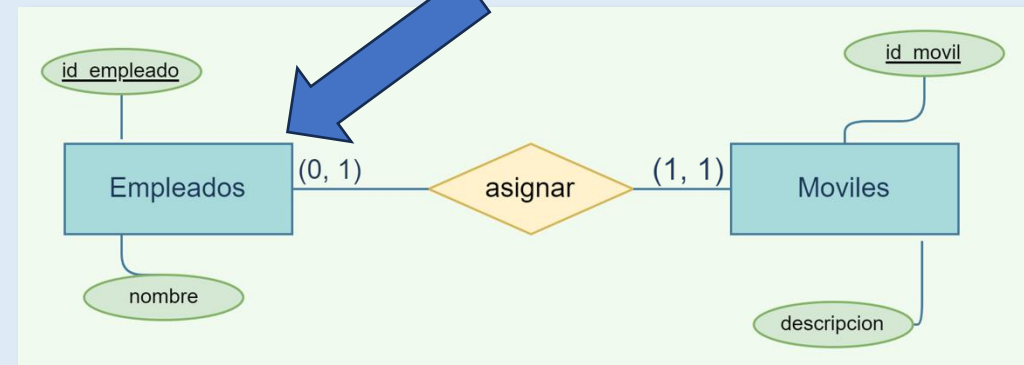 id_empleado
id_movil
Empleados
(0, 1)
asignar
(1, 1)
Moviles
nombre
descripcion